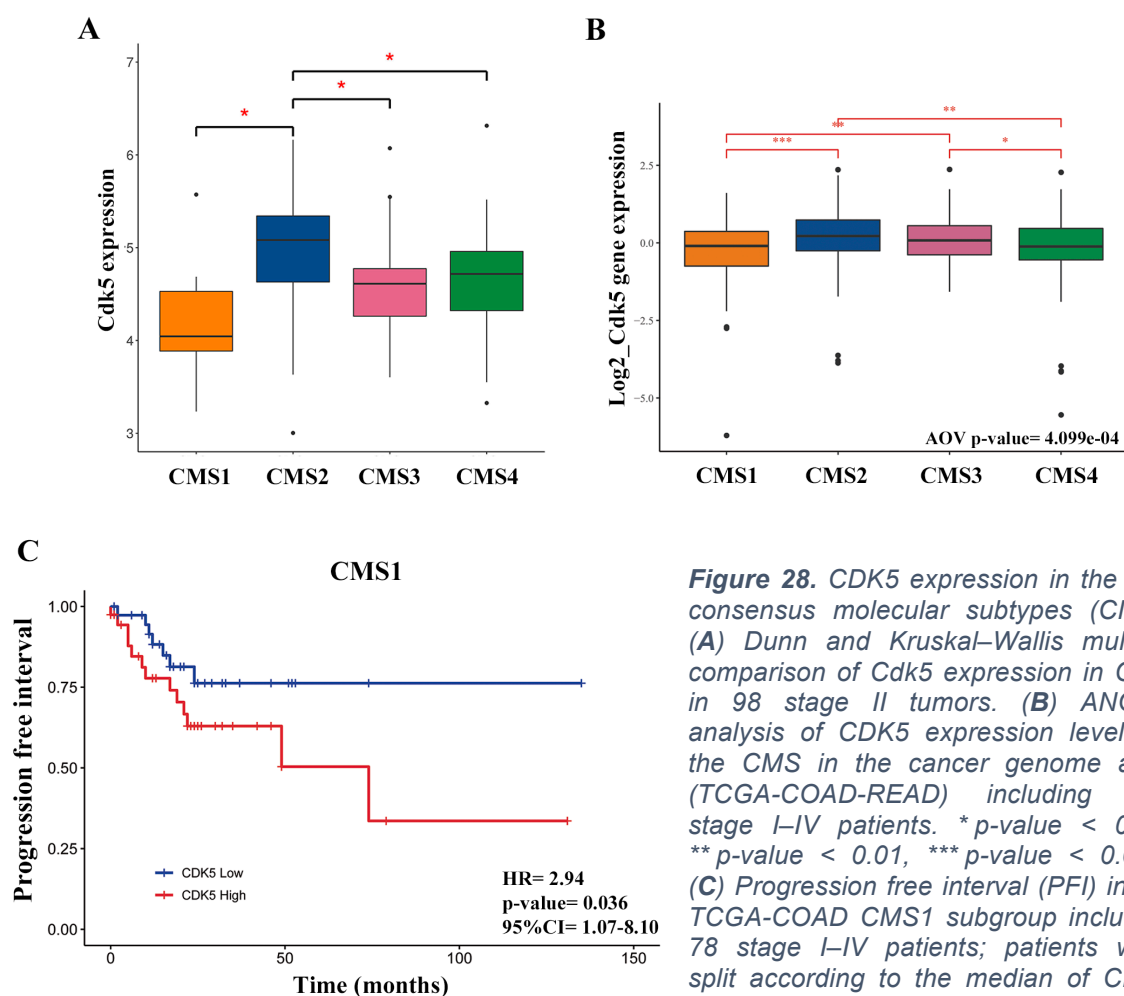 A
7
6
5
4
3
Cdk5 expression
*
*
*
CMS1 CMS2 CMS3 CMS4
B
2.5
0.0
-2.5
-5.0
Log2_Cdk5 gene expression
**
**
***
*
AOV p-value= 4.099e-04
CMS1 CMS2 CMS3 CMS4
C
CMS1
1.00
0.75
0.50
0.25
0.00
Progression free interval
CDK5 Low
CDK5 High
HR= 2.94
p-value= 0.036
95%CI= 1.07-8.10
0 50 100 150
Time (months)
Figure 28. CDK5 expression in the
consensus molecular subtypes
(A) Dunn and Kruskal–Wallis
comparison of Cdk5 expression in
in 98 stage II tumors. (B)
analysis of CDK5 expression
the CMS in the cancer genome
(TCGA-COAD-READ) including
stage I–IV patients. * p-value <
** p-value < 0.01, *** p-value <
(C) Progression free interval (PFI) in
TCGA-COAD CMS1 subgroup
78 stage I–IV patients; patients
split according to the median of